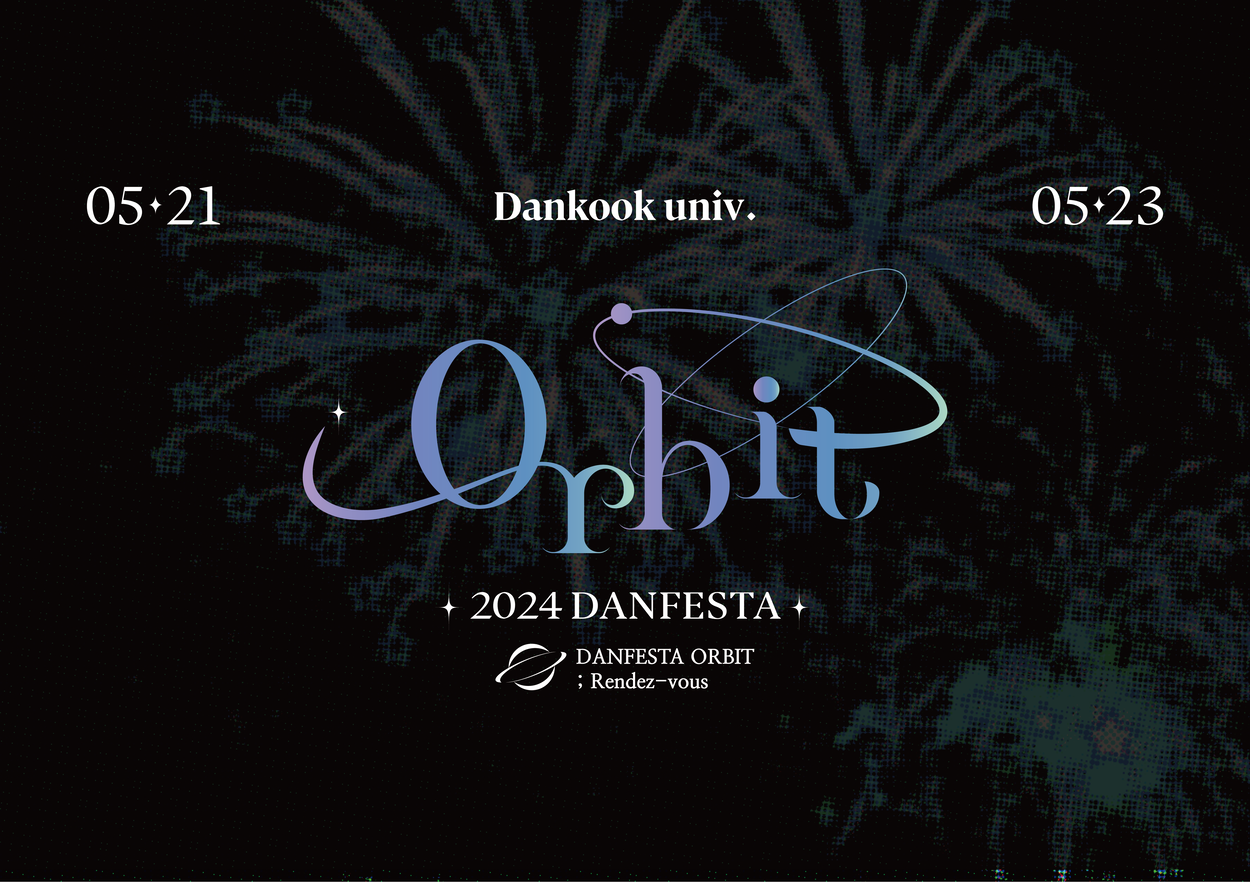 05✦21
Dankook univ.
05✦23
Orbit
2024 DANFESTA
DANFESTA ORBIT
; Rendez-vous